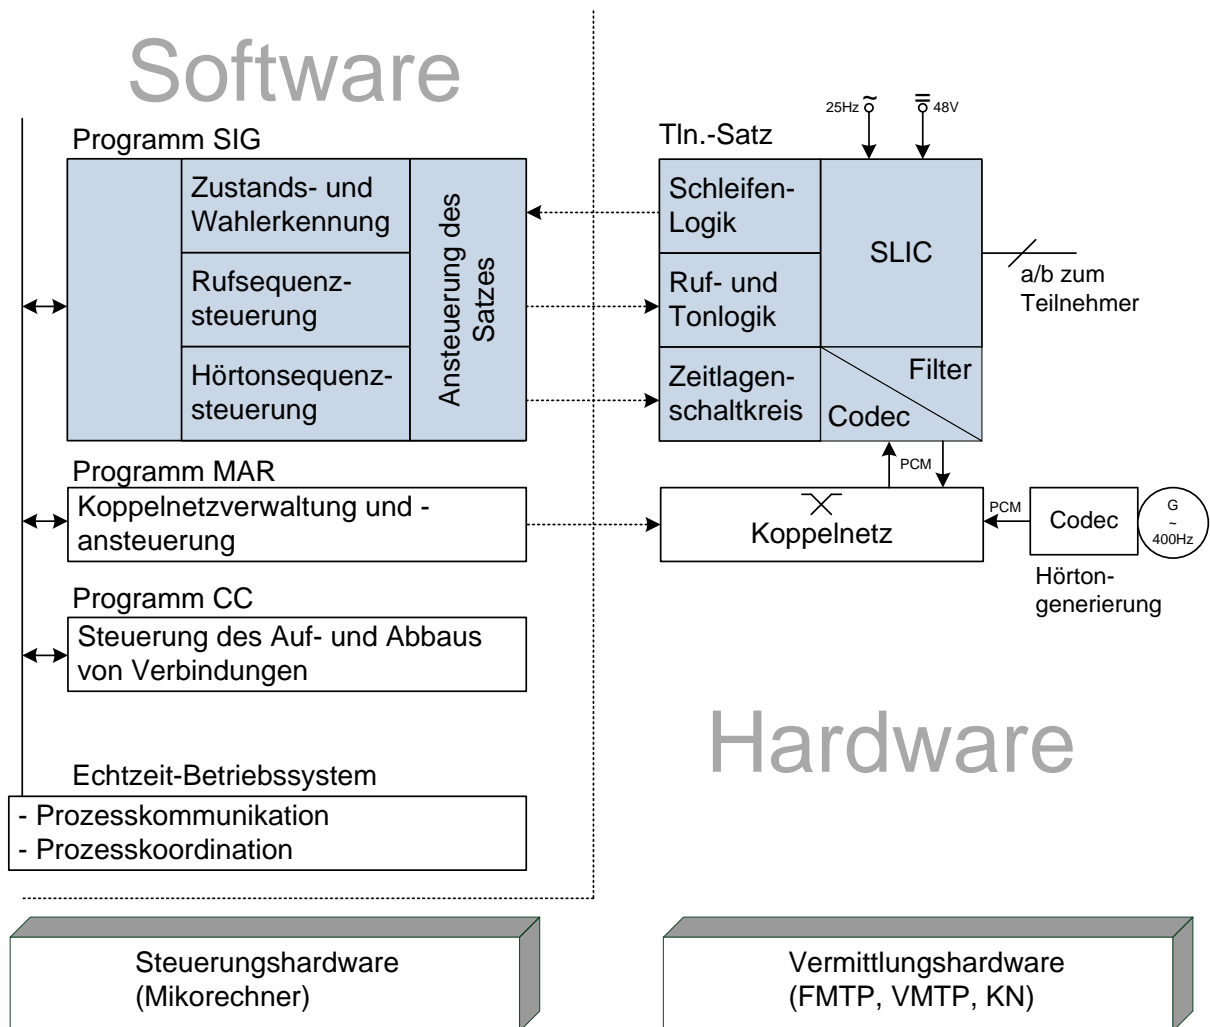 Software
Programm SIG
Zustands- und
Wahlerkennung
Rufsequenz-
steuerung
Hörtonsequenz-
steuerung
Ansteuerung des
Satzes
Programm MAR
Koppelnetzverwaltung und -
ansteuerung
Programm CC
Steuerung des Auf- und Abbaus
von Verbindungen
Echtzeit-Betriebssystem
- Prozesskommunikation
- Prozesskoordination
Steuerungshardware
(Mikorechner)
25Hz ~
= 48V
Tln.-Satz
Schleifen-
Logik
SLIC
Ruf- und
Tonlogik
Zeitlagen-
schaltkreis
Filter
Codec
a/b zum
Teilnehmer
PCM
Koppelnetz
PCM
Codec
G
~
400Hz
Hörton-
generierung
Hardware
Vermittlungshardware
(FMTP, VMTP, KN)